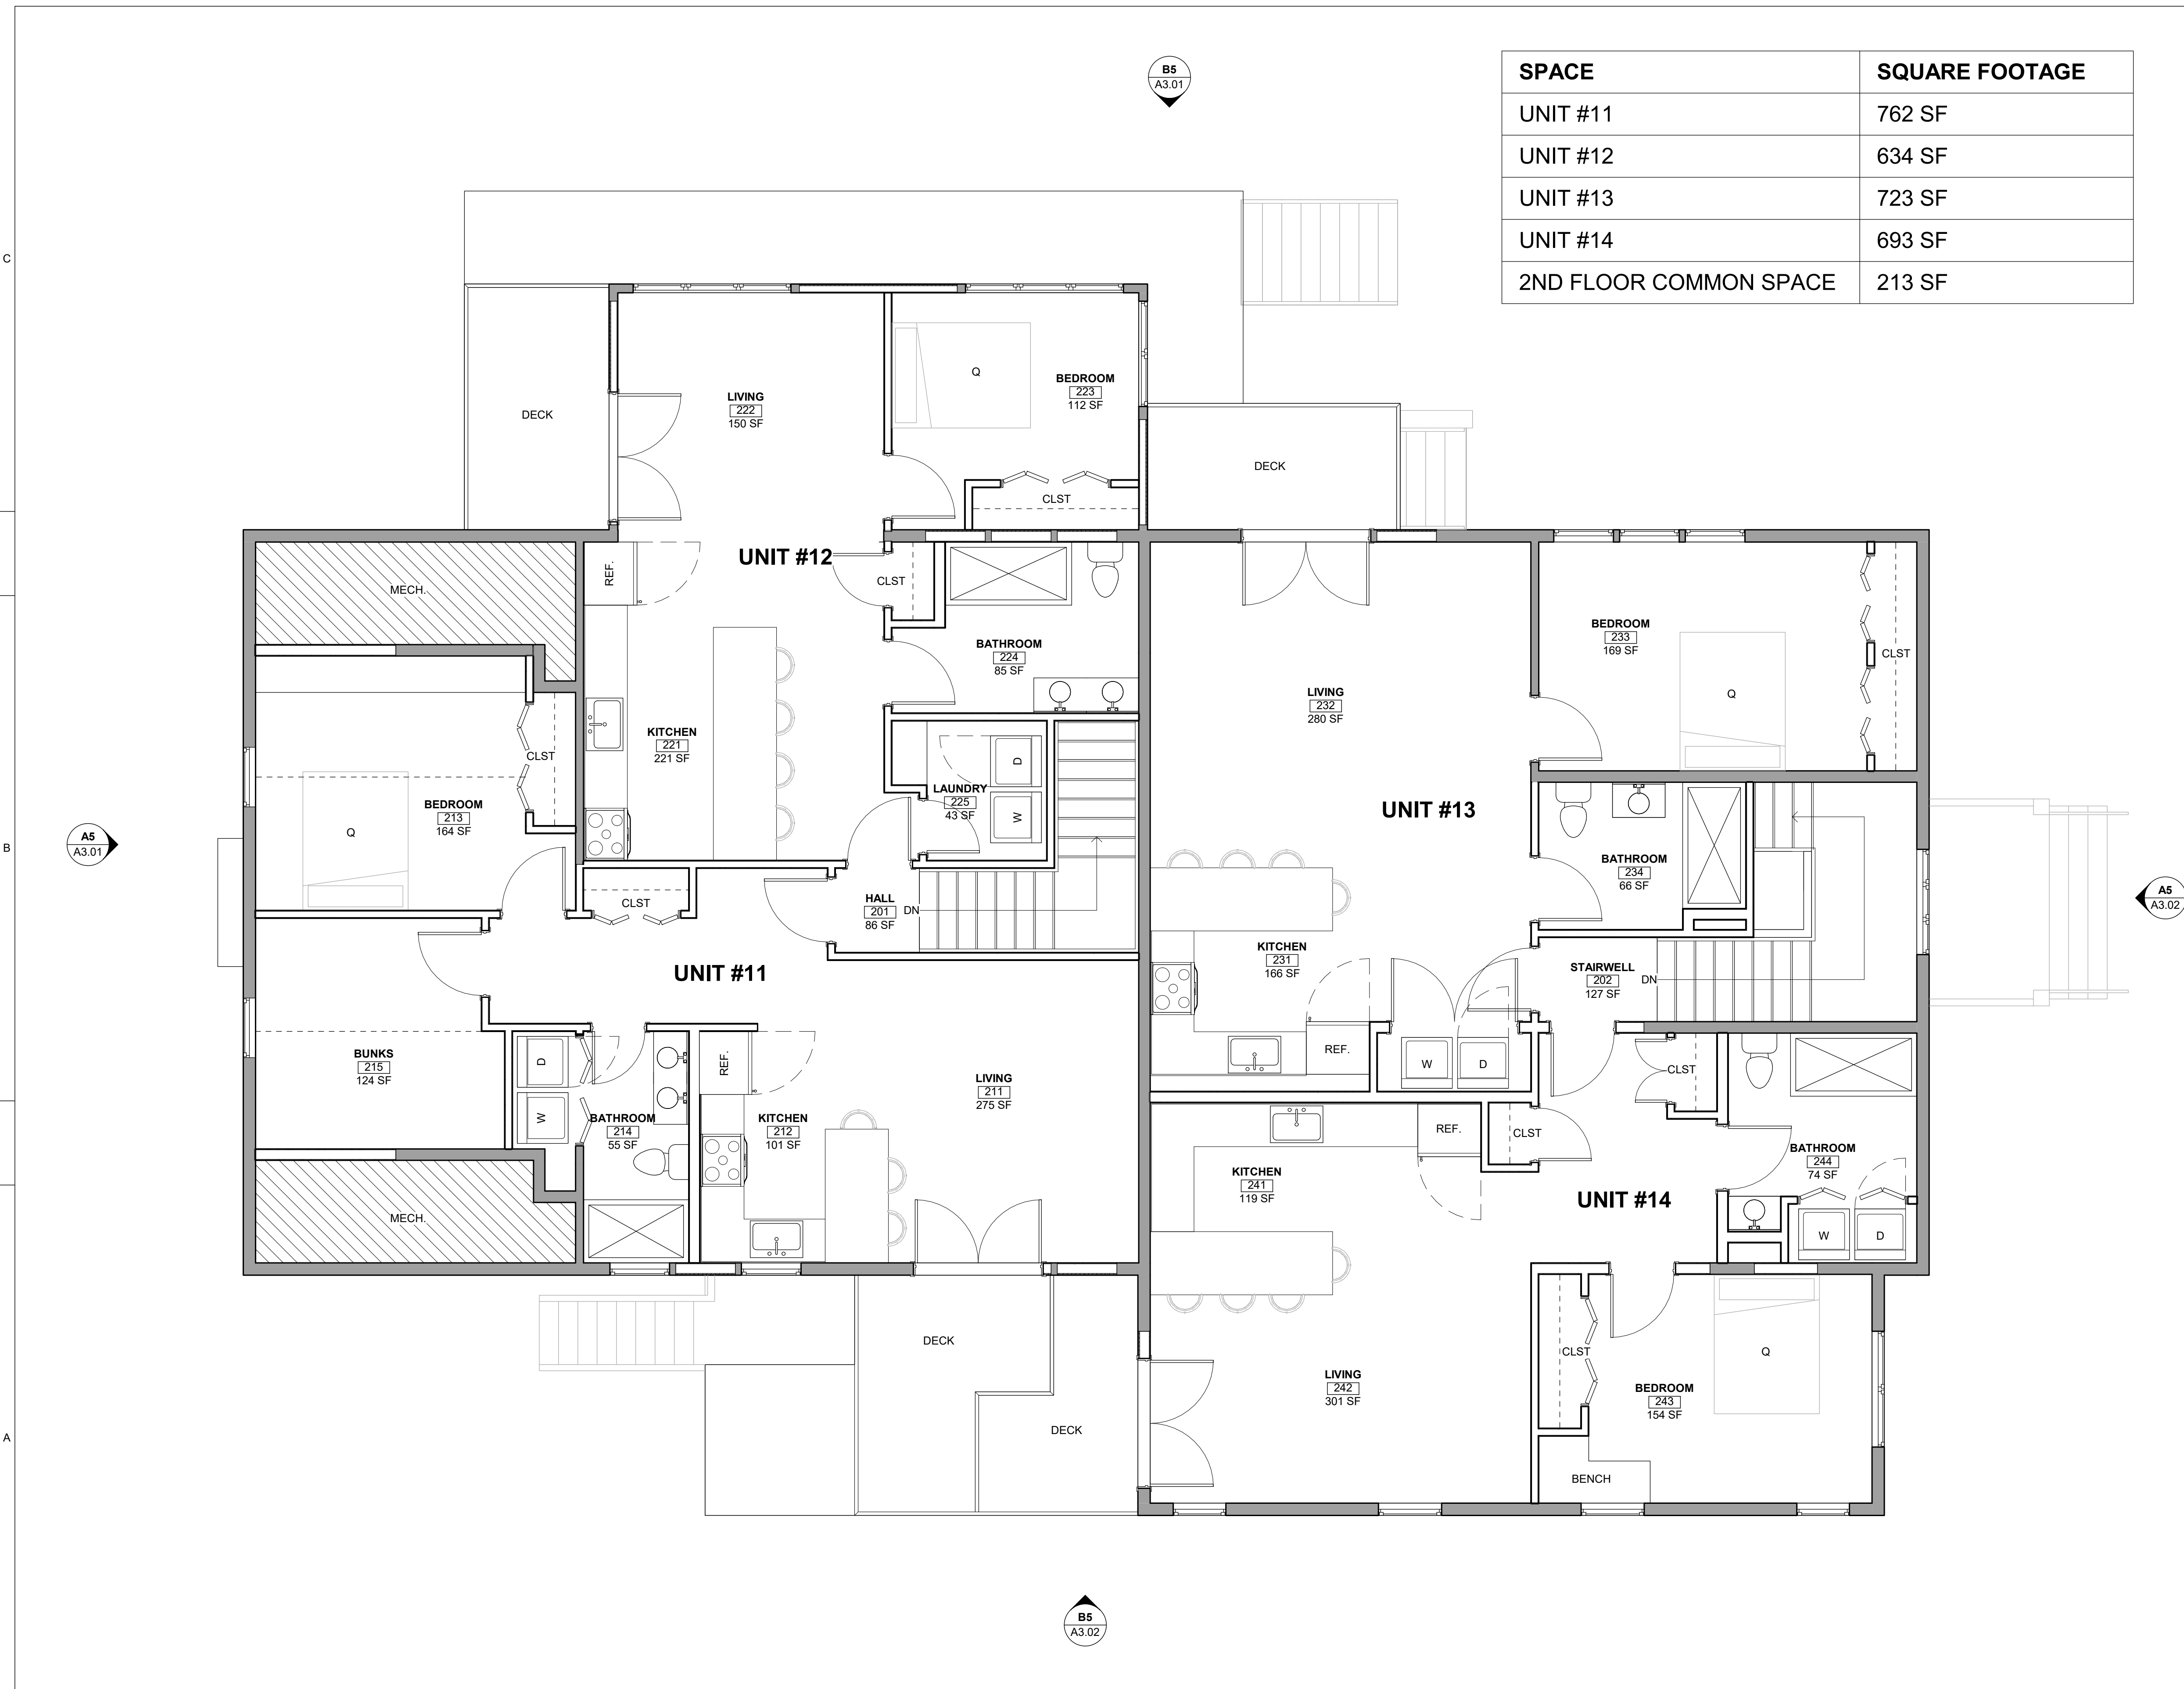 B5
A3.01
SPACE SQUARE FOOTAGE
UNIT #11 762 SF
UNIT #12 634 SF
UNIT #13 723 SF
UNIT #14 693 SF
2ND FLOOR COMMON SPACE 213 SF
C
DECK
LIVING
222
150 SF
Q
BEDROOM
223
112 SF
CLST
DECK
UNIT #12
REF.
CLST
MECH.
BATHROOM
224
85 SF
KITCHEN
221
221 SF
CLST
BEDROOM
213
164 SF
Q
LAUNDRY
225
43 SF
D
W
LIVING
232
280 SF
BEDROOM
233
169 SF
Q
CLST
UNIT #13
B
A5
A3.01
BATHROOM
234
66 SF
A5
A3.02
CLST
HALL
201
86 SF
DN
UNIT #11
KITCHEN
231
166 SF
STAIRWELL
202
127 SF
DN
REF.
W
D
BUNKS
215
124 SF
D
W
BATHROOM
214
55 SF
REF.
KITCHEN
212
101 SF
LIVING
211
275 SF
CLST
CLST
REF.
KITCHEN
241
119 SF
BATHROOM
244
74 SF
UNIT #14
MECH.
W
D
DECK
DECK
LIVING
242
301 SF
CLST
Q
BEDROOM
243
154 SF
BENCH
A
B5
A3.02